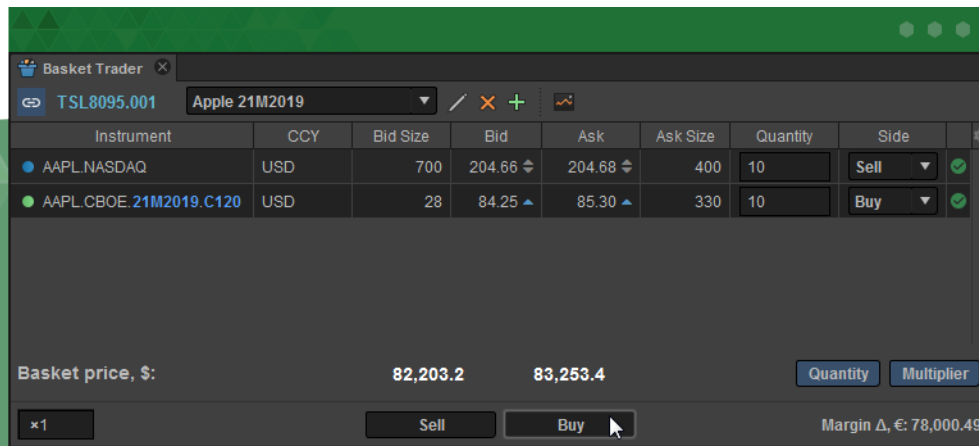 Basket Trader
TSL8095.001 Apple 21M2019
Instrument CCY Bid Size Bid Ask Ask Size Quantity Side
AAPL.NASDAQ USD 700 204.66 204.68 400 10 Sell
AAPL.CBOE.21M2019.C120 USD 28 84.25 85.30 330 10 Buy
Basket price, $: 82,203.2 83,253.4 Quantity Multiplier
×1 Sell Buy Margin Δ, €: 78,000.49